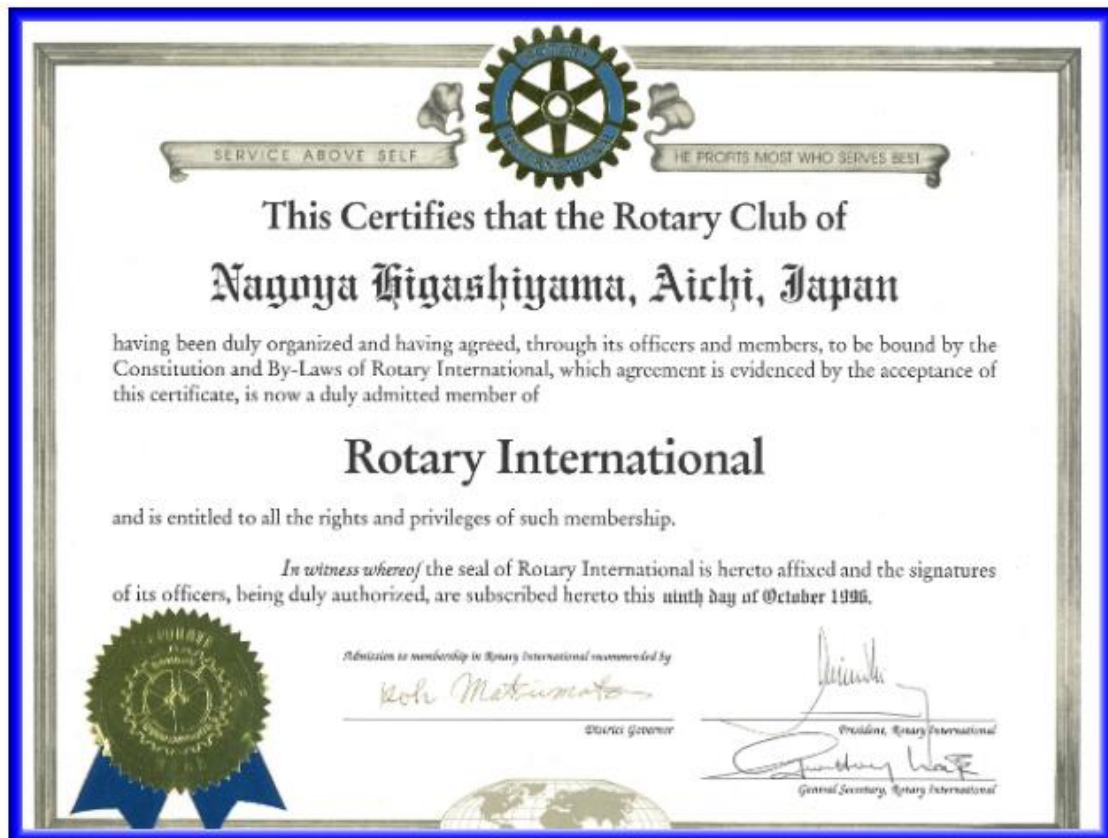 ROTARY
INTERNATIONAL
SERVICE ABOVE SELF
HE PROFITS MOST WHO SERVES BEST
This Certifies that the Rotary Club of
Nagoya Higashiyama, Aichi, Japan
having been duly organized and having agreed, through its officers and members, to be bound by the
Constitution and By-Laws of Rotary International, which agreement is evidenced by the acceptance of
this certificate, is now a duly admitted member of
Rotary International
and is entitled to all the rights and privileges of such membership.
In witness whereof the seal of Rotary International is hereto affixed and the signatures
of its officers, being duly authorized, are subscribed hereto this ninth day of October 1996.
Admission to membership in Rotary International recommended by
Matsumoto
District Governor
President, Rotary International
General Secretary, Rotary International